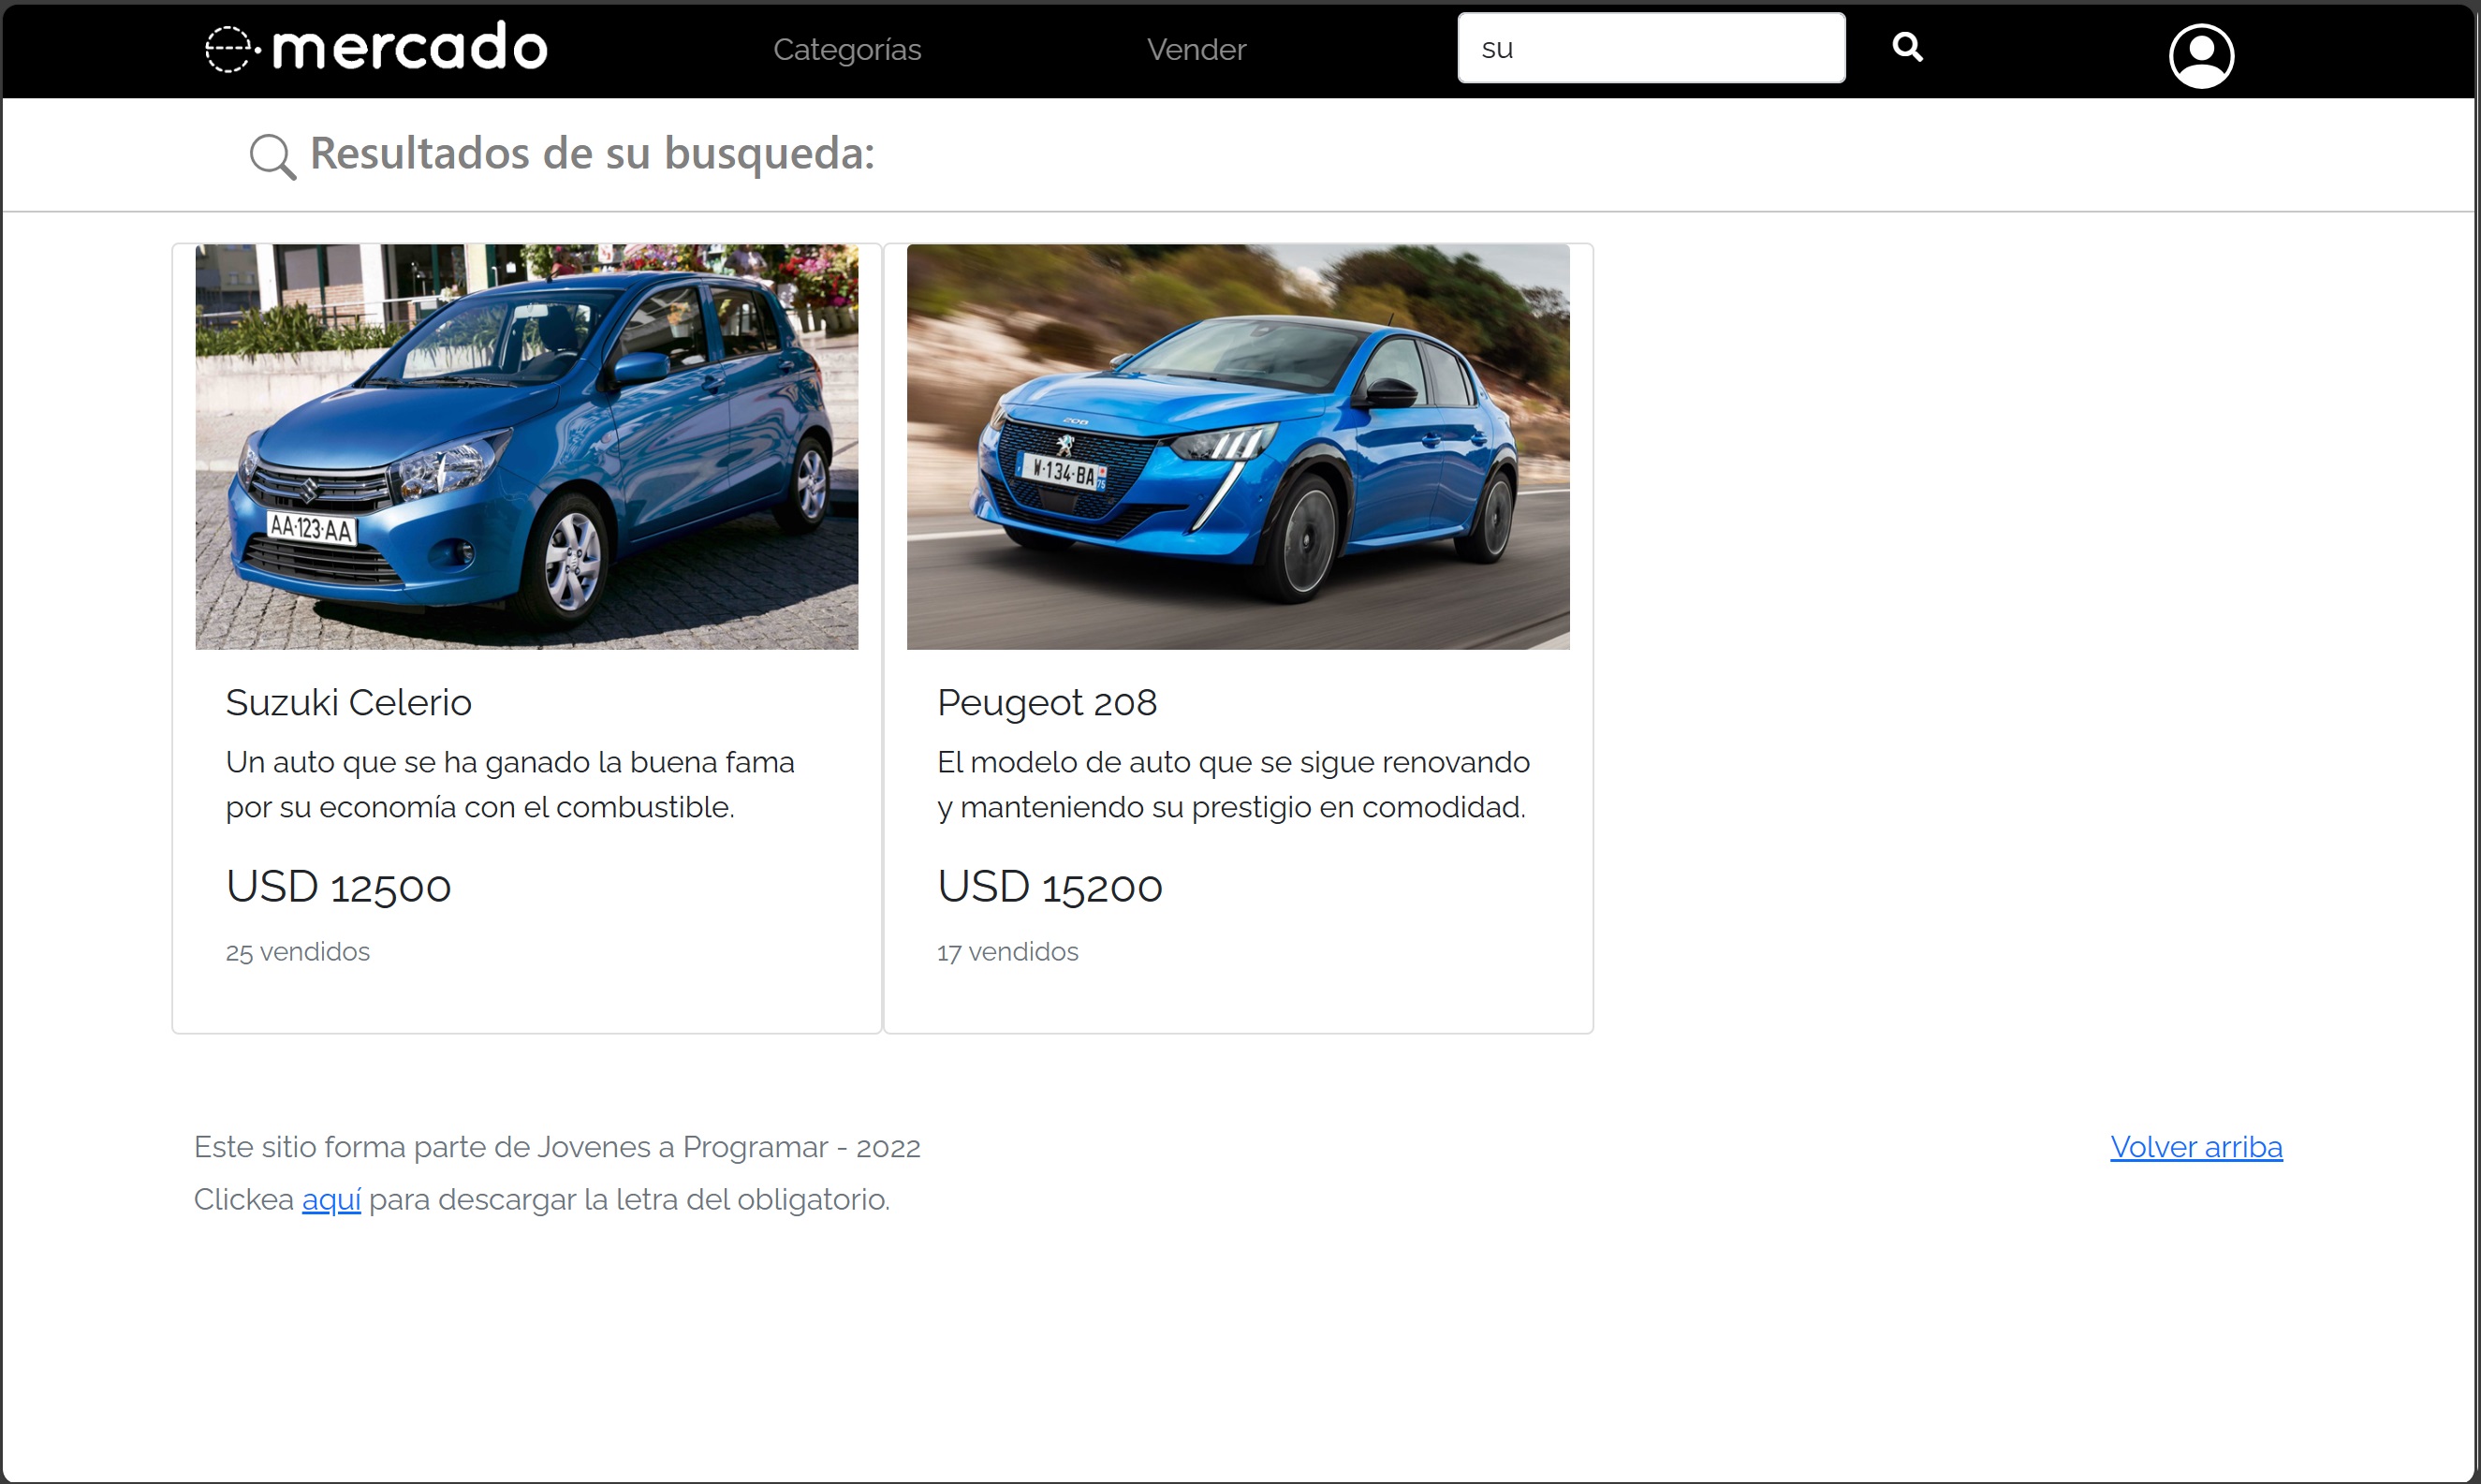 mercado
Categorías
Vender
su
Resultados de su busqueda:
AA-123-AA
208
W-134-BA
75
Suzuki Celerio
Un auto que se ha ganado la buena fama
por su economía con el combustible.
USD 12500
25 vendidos
Peugeot 208
El modelo de auto que se sigue renovando
y manteniendo su prestigio en comodidad.
USD 15200
17 vendidos
Este sitio forma parte de Jovenes a Programar - 2022
Volver arriba
Clickea aquí para descargar la letra del obligatorio.